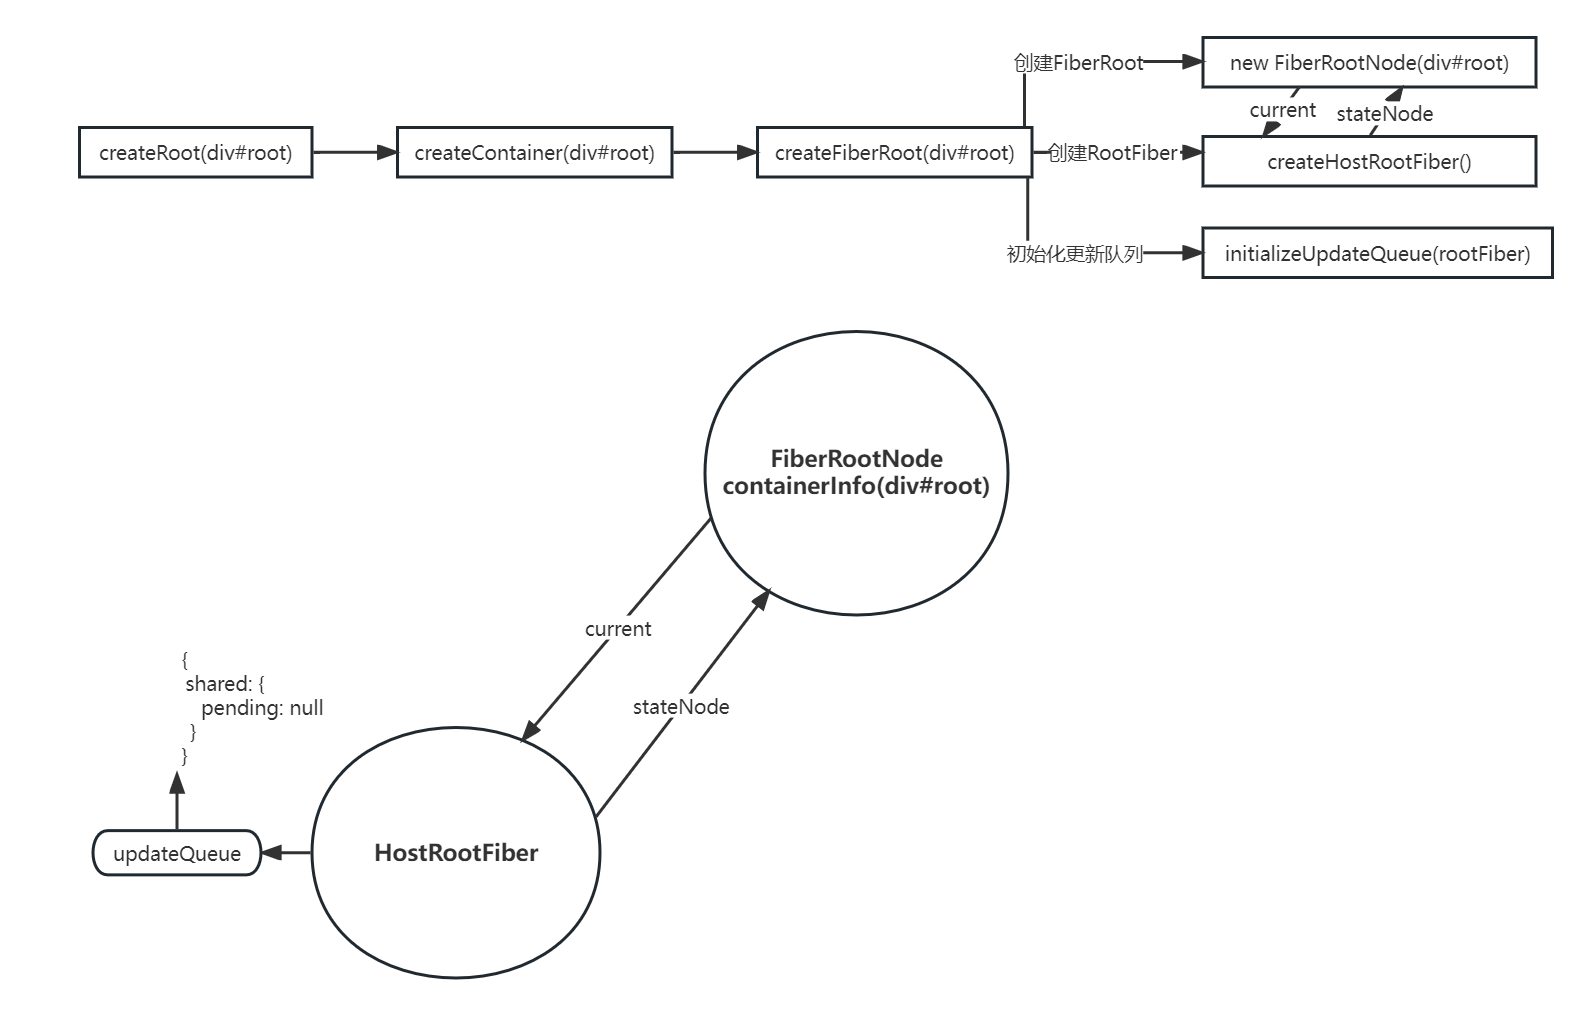 创建FiberRoot
new FiberRootNode(div#root)
current
stateNode
createRoot(div#root)
createContainer(div#root)
createFiberRoot(div#root)
创建RootFiber
createHostRootFiber()
初始化更新队列
initializeUpdateQueue(rootFiber)
FiberRootNode
containerInfo(div#root)
current
stateNode
{
shared: {
pending: null
}
}
updateQueue
HostRootFiber